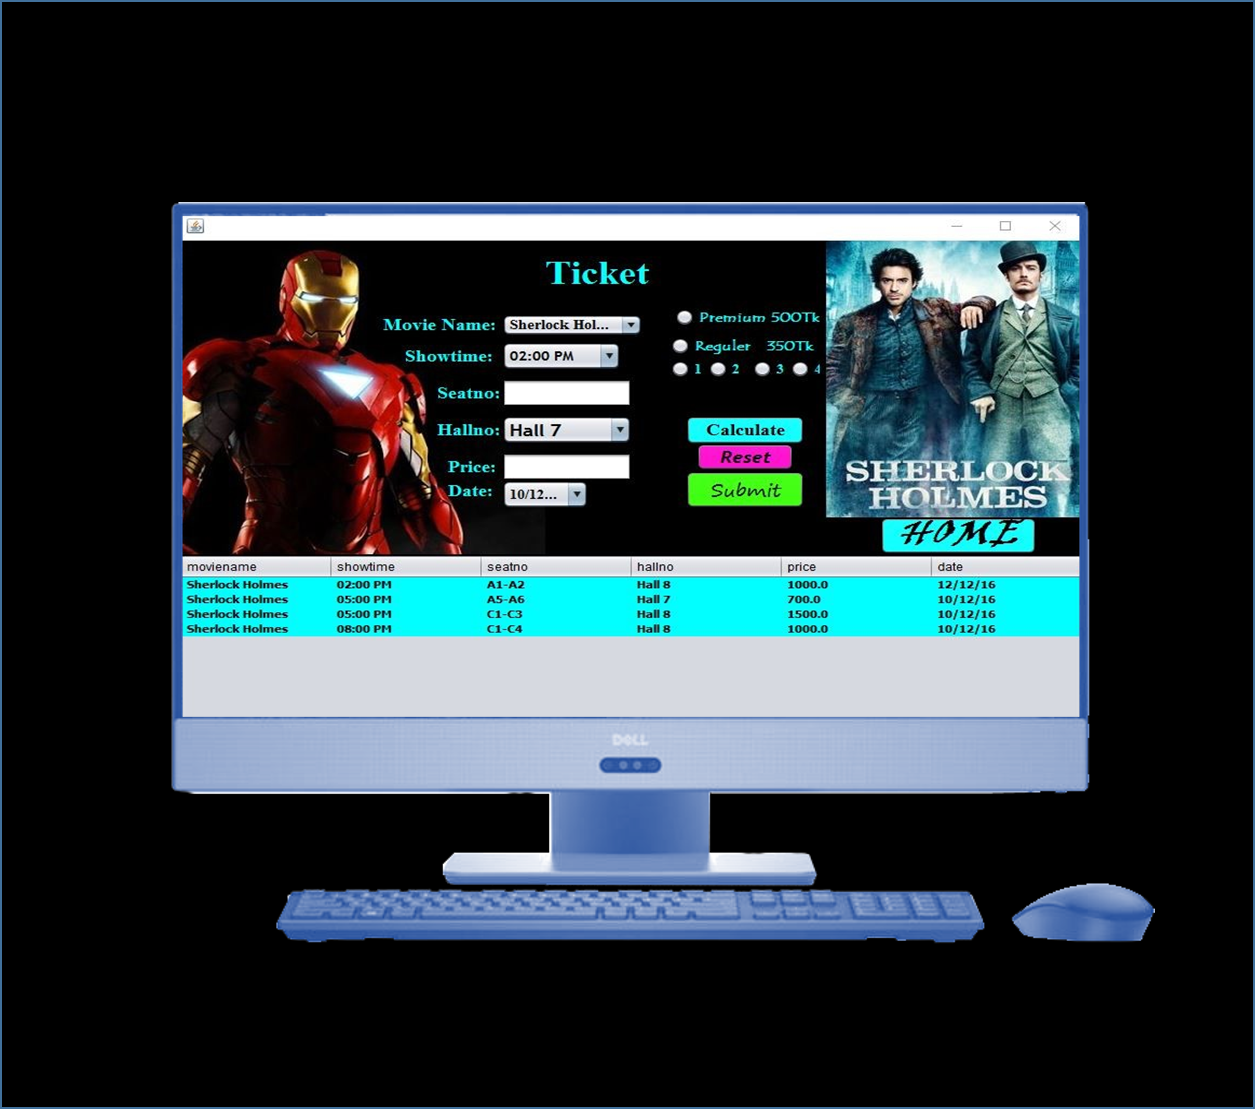 Ticket
Movie Name: Sherlock Hol...
Premium 500Tk
Showtime: 02:00 PM
Reguler 350Tk
1 2 3 4
Seatno:
Hallno: Hall 7
Calculate
Price:
Reset
Date: 10/12...
Submit
SHERLOCK
HOLMES
HOME
moviename showtime seatno hallno price date
Sherlock Holmes 02:00 PM A1-A2 Hall 8 1000.0 12/12/16
Sherlock Holmes 05:00 PM A5-A6 Hall 7 700.0 10/12/16
Sherlock Holmes 05:00 PM C1-C3 Hall 8 1500.0 10/12/16
Sherlock Holmes 08:00 PM C1-C4 Hall 8 1000.0 10/12/16
DELL